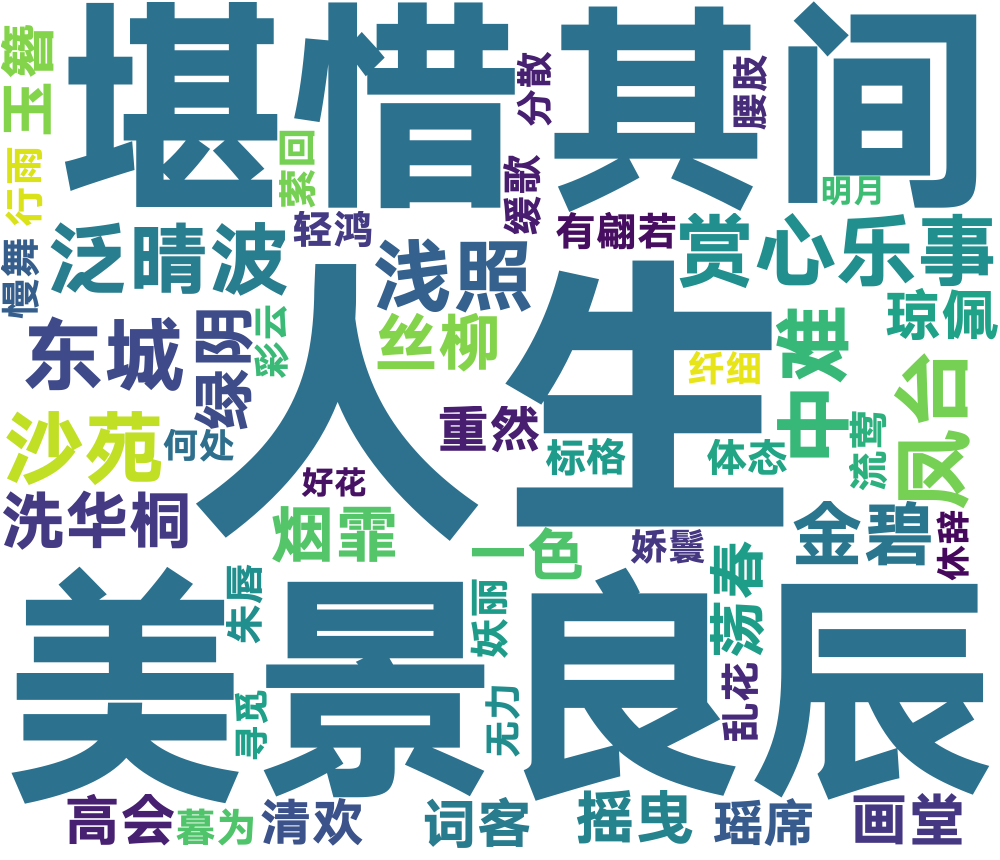 堪惜其间
玉簪
行雨
索回
分散
腰肢
缓歌
明月
轻鸿
有翩若
慢舞
泛晴波
浅照
赏心乐事
琼佩
彩云
丝柳
东城
绿阴
人生
纤细
中难
凤台
沙苑
何处
重然
标格
体态
流莺
好花
洗华桐
烟霏
一色
娇鬟
金碧
休辞
荡春
朱唇
妖丽
美景良辰
寻觅
无力
乱花
高会
暮为
清欢
词客
摇曳
瑶席
画堂